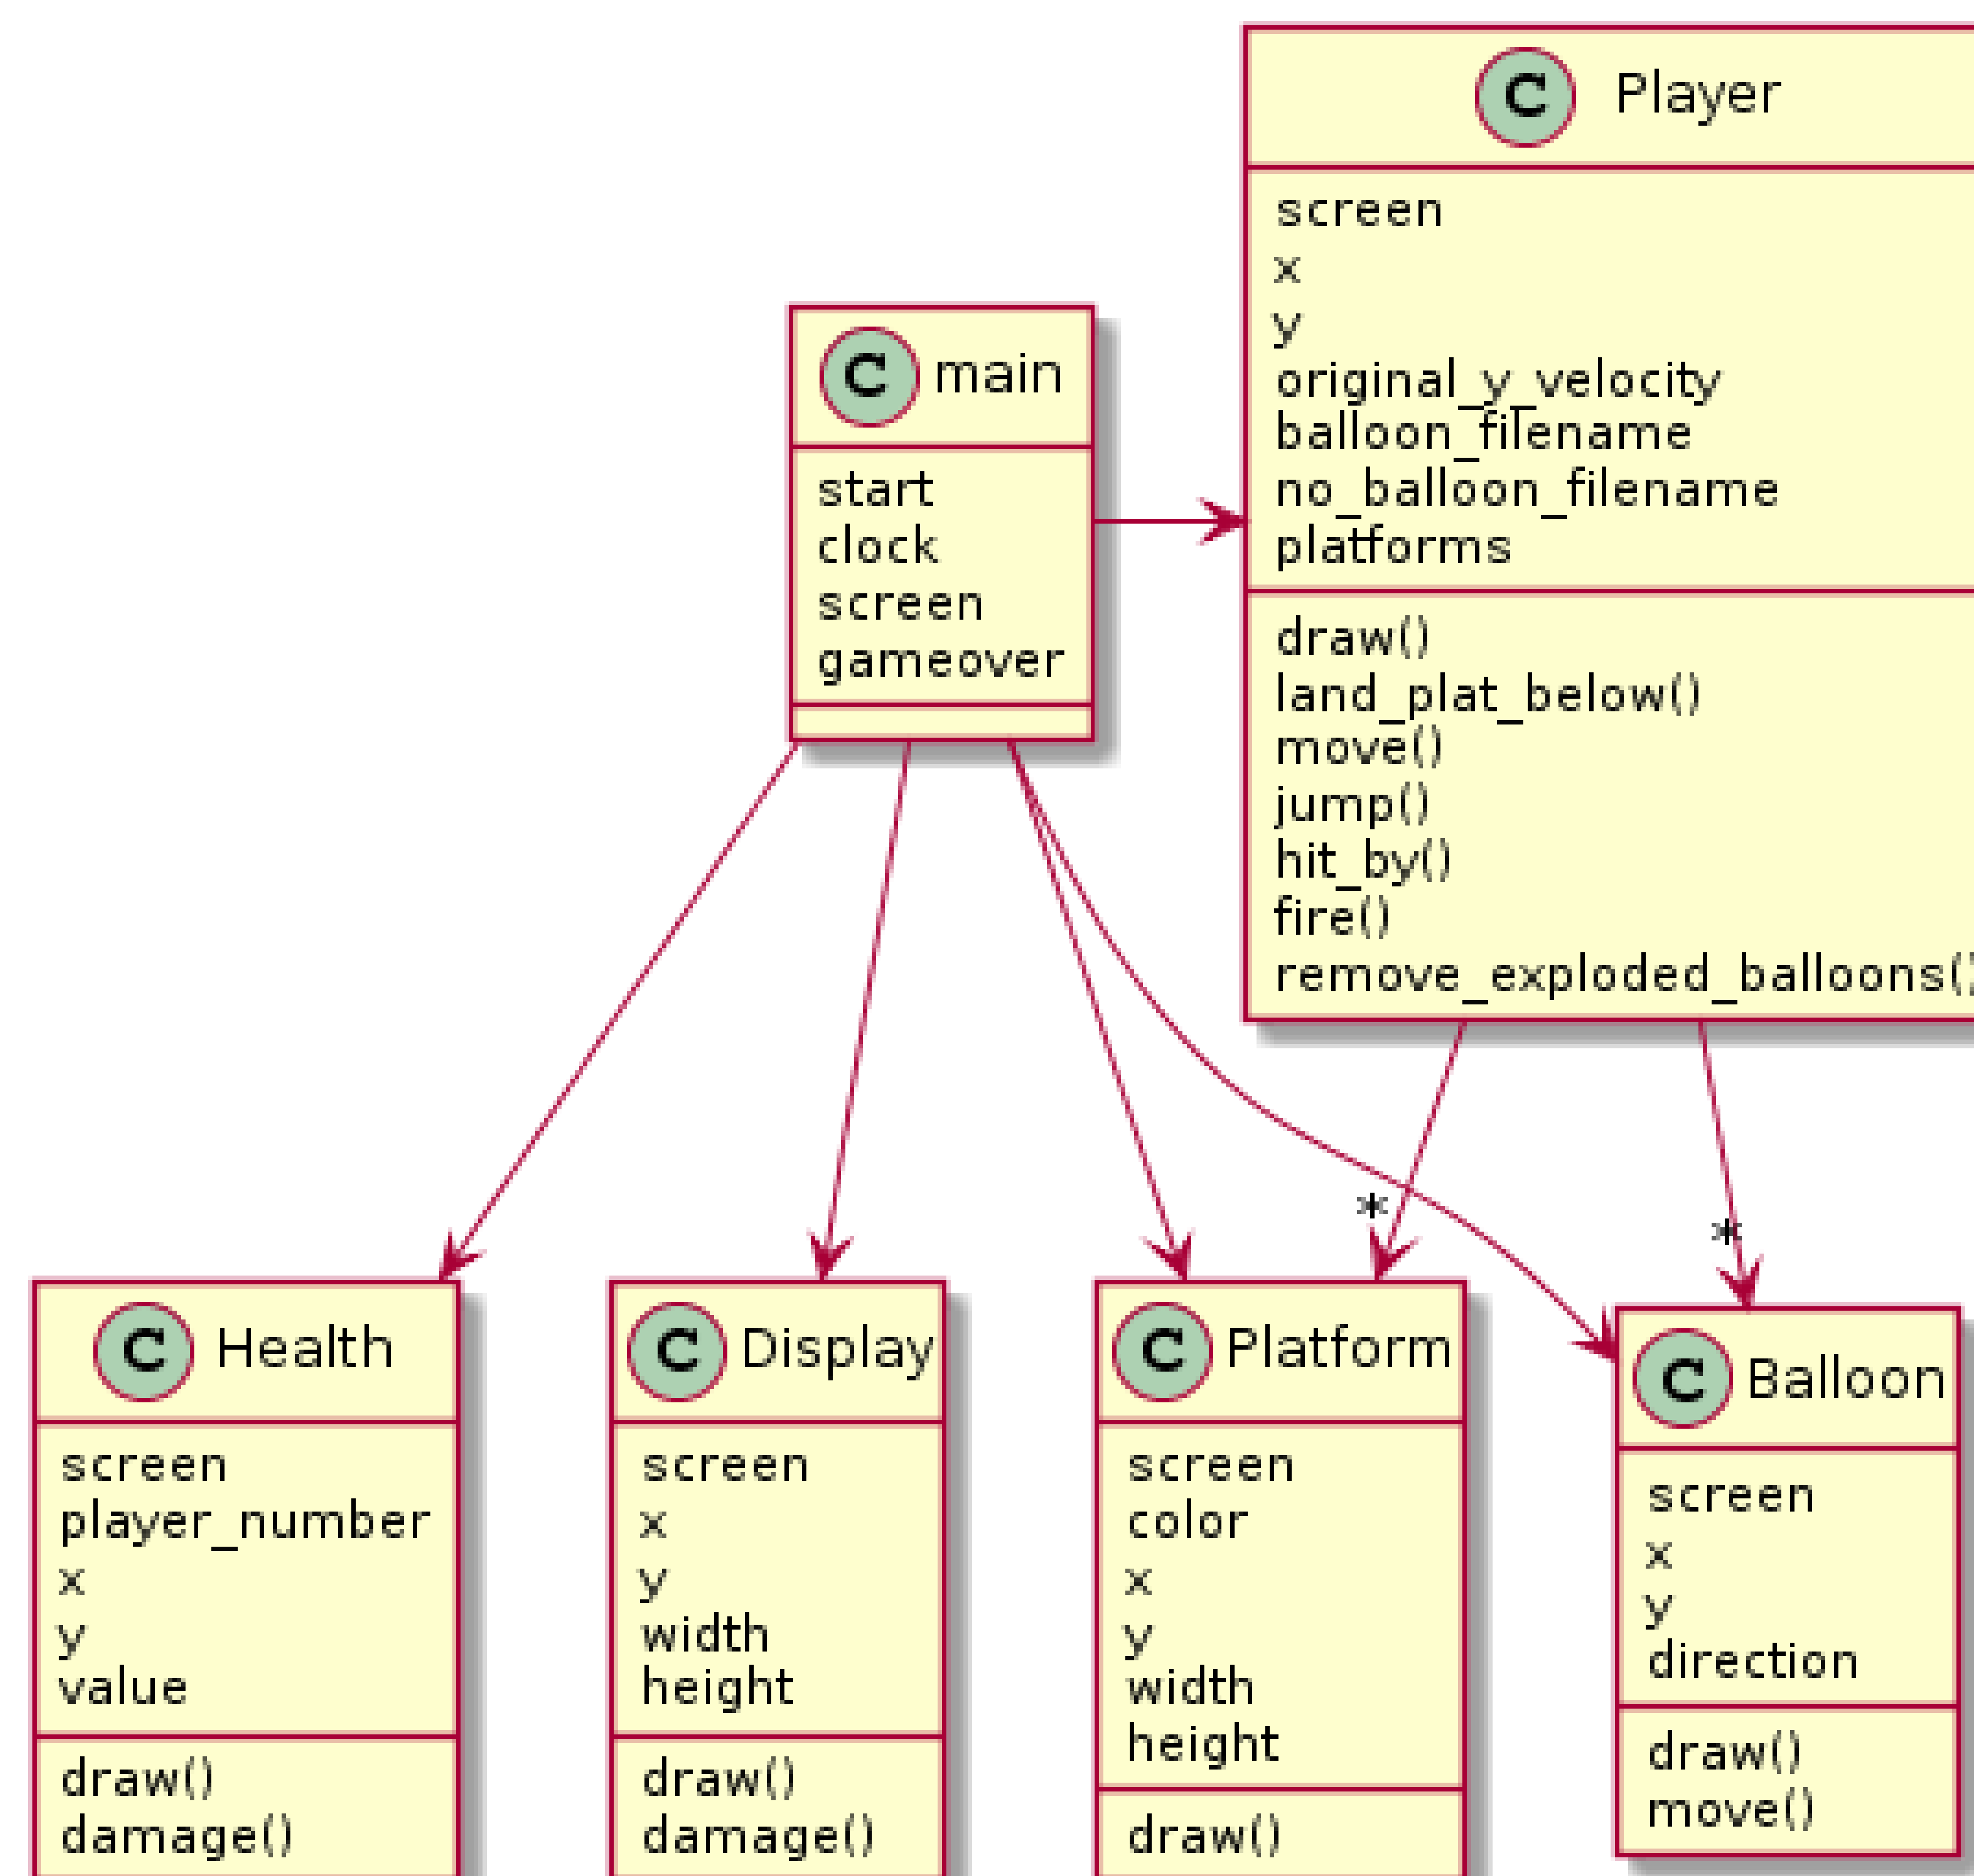 C Player
screen
x
y
original_y_velocity
balloon_filename
no_balloon_filename
platforms
draw()
land_plat_below()
move()
jump()
hit_by()
fire()
remove_exploded_balloons()
C main
start
clock
screen
gameover
*
*
C Health
screen
player_number
x
y
value
draw()
damage()
C Display
screen
x
y
width
height
draw()
damage()
C Platform
screen
color
x
y
width
height
draw()
C Balloon
screen
x
y
direction
draw()
move()